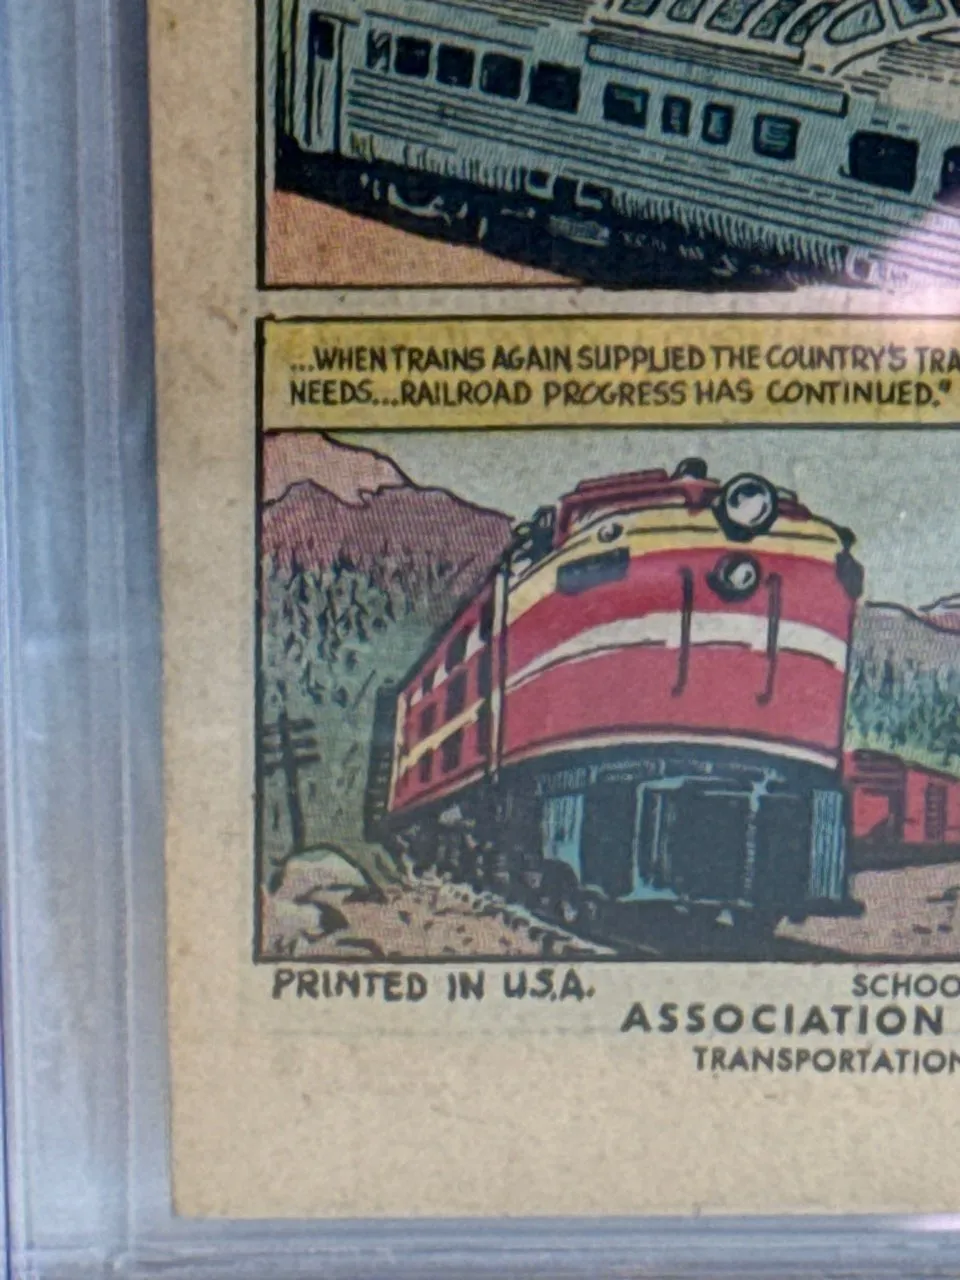 ...WHEN TRAINS AGAIN SUPPLIED THE COUNTRY'S TRA
NEEDS...RAILROAD PROGRESS HAS CONTINUED."
PRINTED IN U.S.A.
SCHOO
ASSOCIATION
TRANSPORTATION